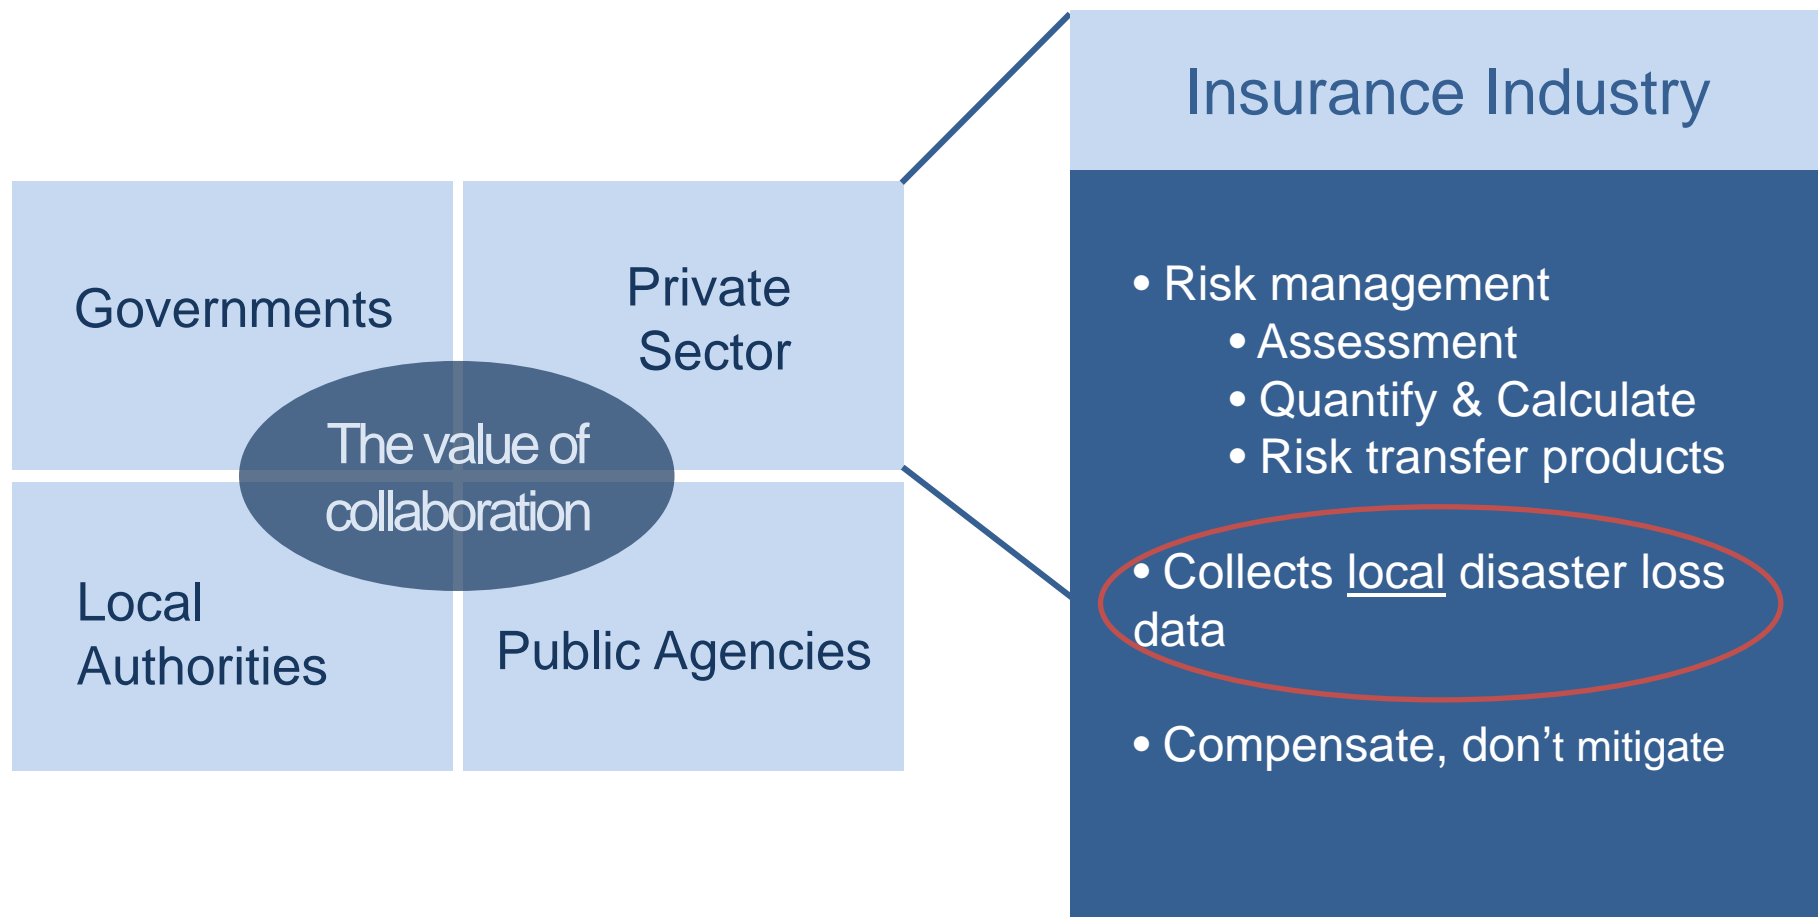 Governments
Private
Sector
The value of
collaboration
Local
Authorities
Public Agencies
Insurance Industry
• Risk management
• Assessment
• Quantify & Calculate
• Risk transfer products
• Collects local disaster loss
data
• Compensate, don't mitigate